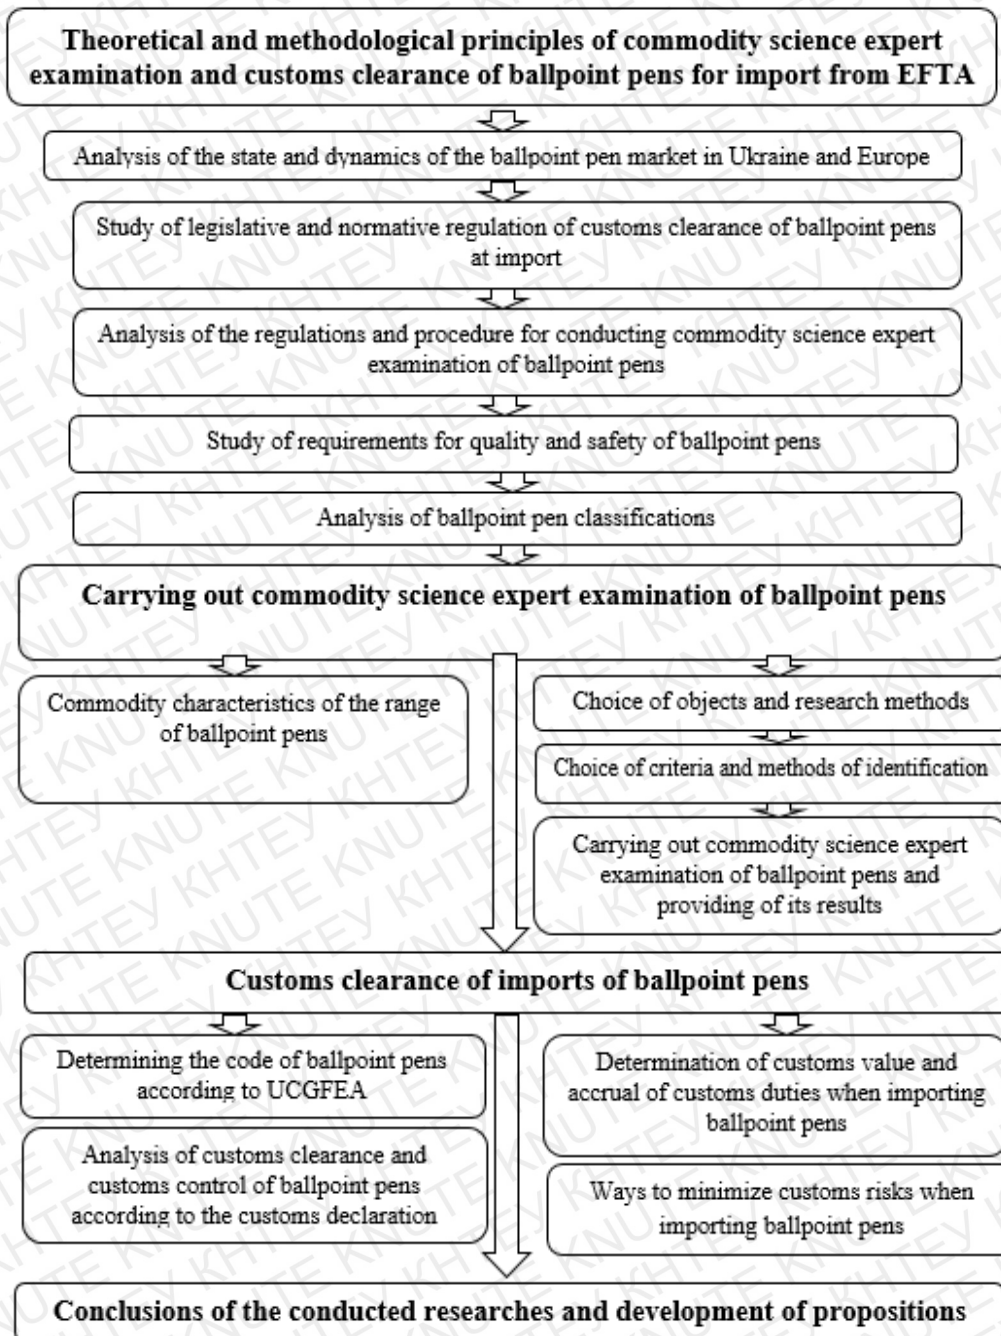 Theoretical and methodological principles of commodity science expert
examination and customs clearance of ballpoint pens for import from EFTA
Analysis of the state and dynamics of the ballpoint pen market in Ukraine and Europe
Study of legislative and normative regulation of customs clearance of ballpoint pens
at import
Analysis of the regulations and procedure for conducting commodity science expert
examination of ballpoint pens
Study of requirements for quality and safety of ballpoint pens
Analysis of ballpoint pen classifications
Carrying out commodity science expert examination of ballpoint pens
Commodity characteristics of the range
of ballpoint pens
Choice of objects and research methods
Choice of criteria and methods of identification
Carrying out commodity science expert
examination of ballpoint pens and
providing of its results
Customs clearance of imports of ballpoint pens
Determining the code of ballpoint pens
according to UCGFEA
Analysis of customs clearance and
customs control of ballpoint pens
according to the customs declaration
Determination of customs value and
accrual of customs duties when importing
ballpoint pens
Ways to minimize customs risks when
importing ballpoint pens
Conclusions of the conducted researches and development of propositions